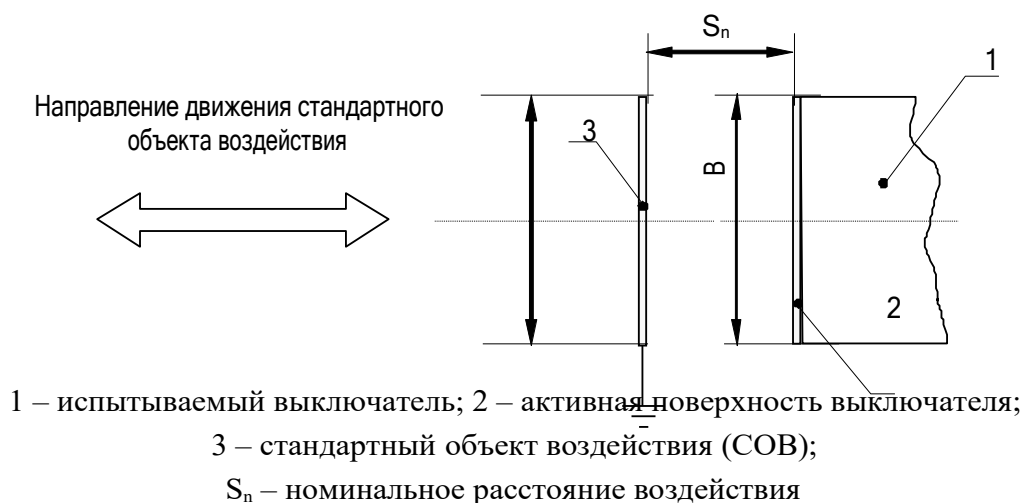 Sₙ
1
Направление движения стандартного
объекта воздействия
3
B
2
1 – испытываемый выключатель; 2 – активная поверхность выключателя;
3 – стандартный объект воздействия (СОВ);
Sₙ – номинальное расстояние воздействия